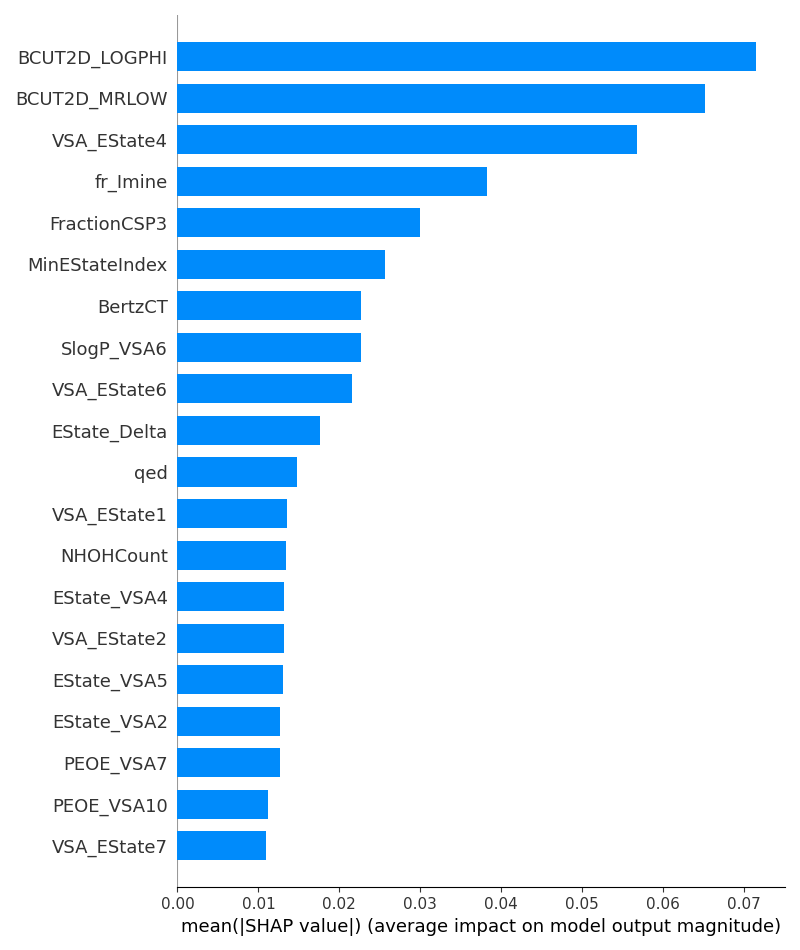 BCUT2D_LOGPHI
BCUT2D_MRLOW
VSA_EState4
fr_Imine
FractionCSP3
MinEStateIndex
BertzCT
SlogP_VSA6
VSA_EState6
EState_Delta
qed
VSA_EState1
NHOHCount
EState_VSA4
VSA_EState2
EState_VSA5
EState_VSA2
PEOE_VSA7
PEOE_VSA10
VSA_EState7
0.00 0.01 0.02 0.03 0.04 0.05 0.06 0.07
mean(|SHAP value|) (average impact on model output magnitude)